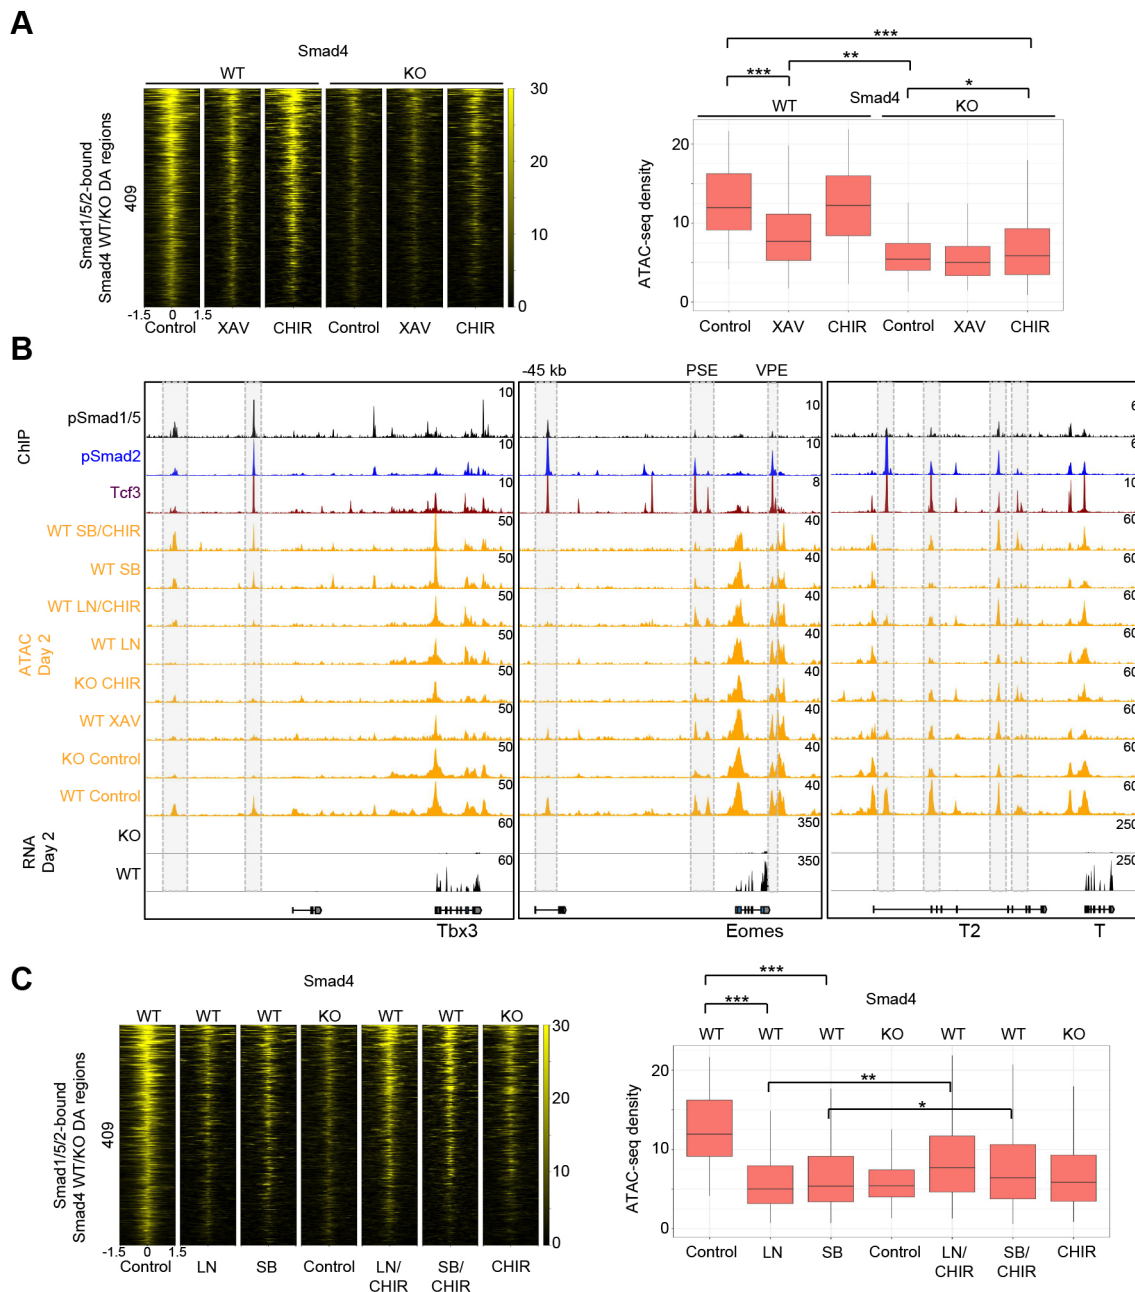 A
Smad4
WT KO
Smad1/5/2-bound
Smad4 WT/KO DA regions
409
30
20
10
0
-1.5 0 1.5
Control XAV CHIR Control XAV CHIR
***
**
*** *
Smad4
WT KO
ATAC-seq density
20
10
0
Control XAV CHIR Control XAV CHIR
B
-45 kb PSE VPE
ChIP
pSmad1/5 10 10 6
pSmad2 10 10 6
Tcf3 10 8 10
ATAC
Day 2
WT SB/CHIR 50 40 60
WT SB 50 40 60
WT LN/CHIR 50 40 60
WT LN 50 40 60
KO CHIR 50 40 60
WT XAV 50 40 60
KO Control 50 40 60
WT Control 50 40 60
RNA
Day 2
KO 60 350 250
WT 60 350 250
Tbx3 Eomes T2 T
C
Smad4
WT WT WT KO WT WT KO
Smad1/5/2-bound
Smad4 WT/KO DA regions
409
30
20
10
0
-1.5 0 1.5
Control LN SB Control LN/
CHIR SB/
CHIR CHIR
***
***
Smad4
WT WT WT KO WT WT KO
**
*
ATAC-seq density
20
10
0
Control LN SB Control LN/
CHIR SB/
CHIR CHIR